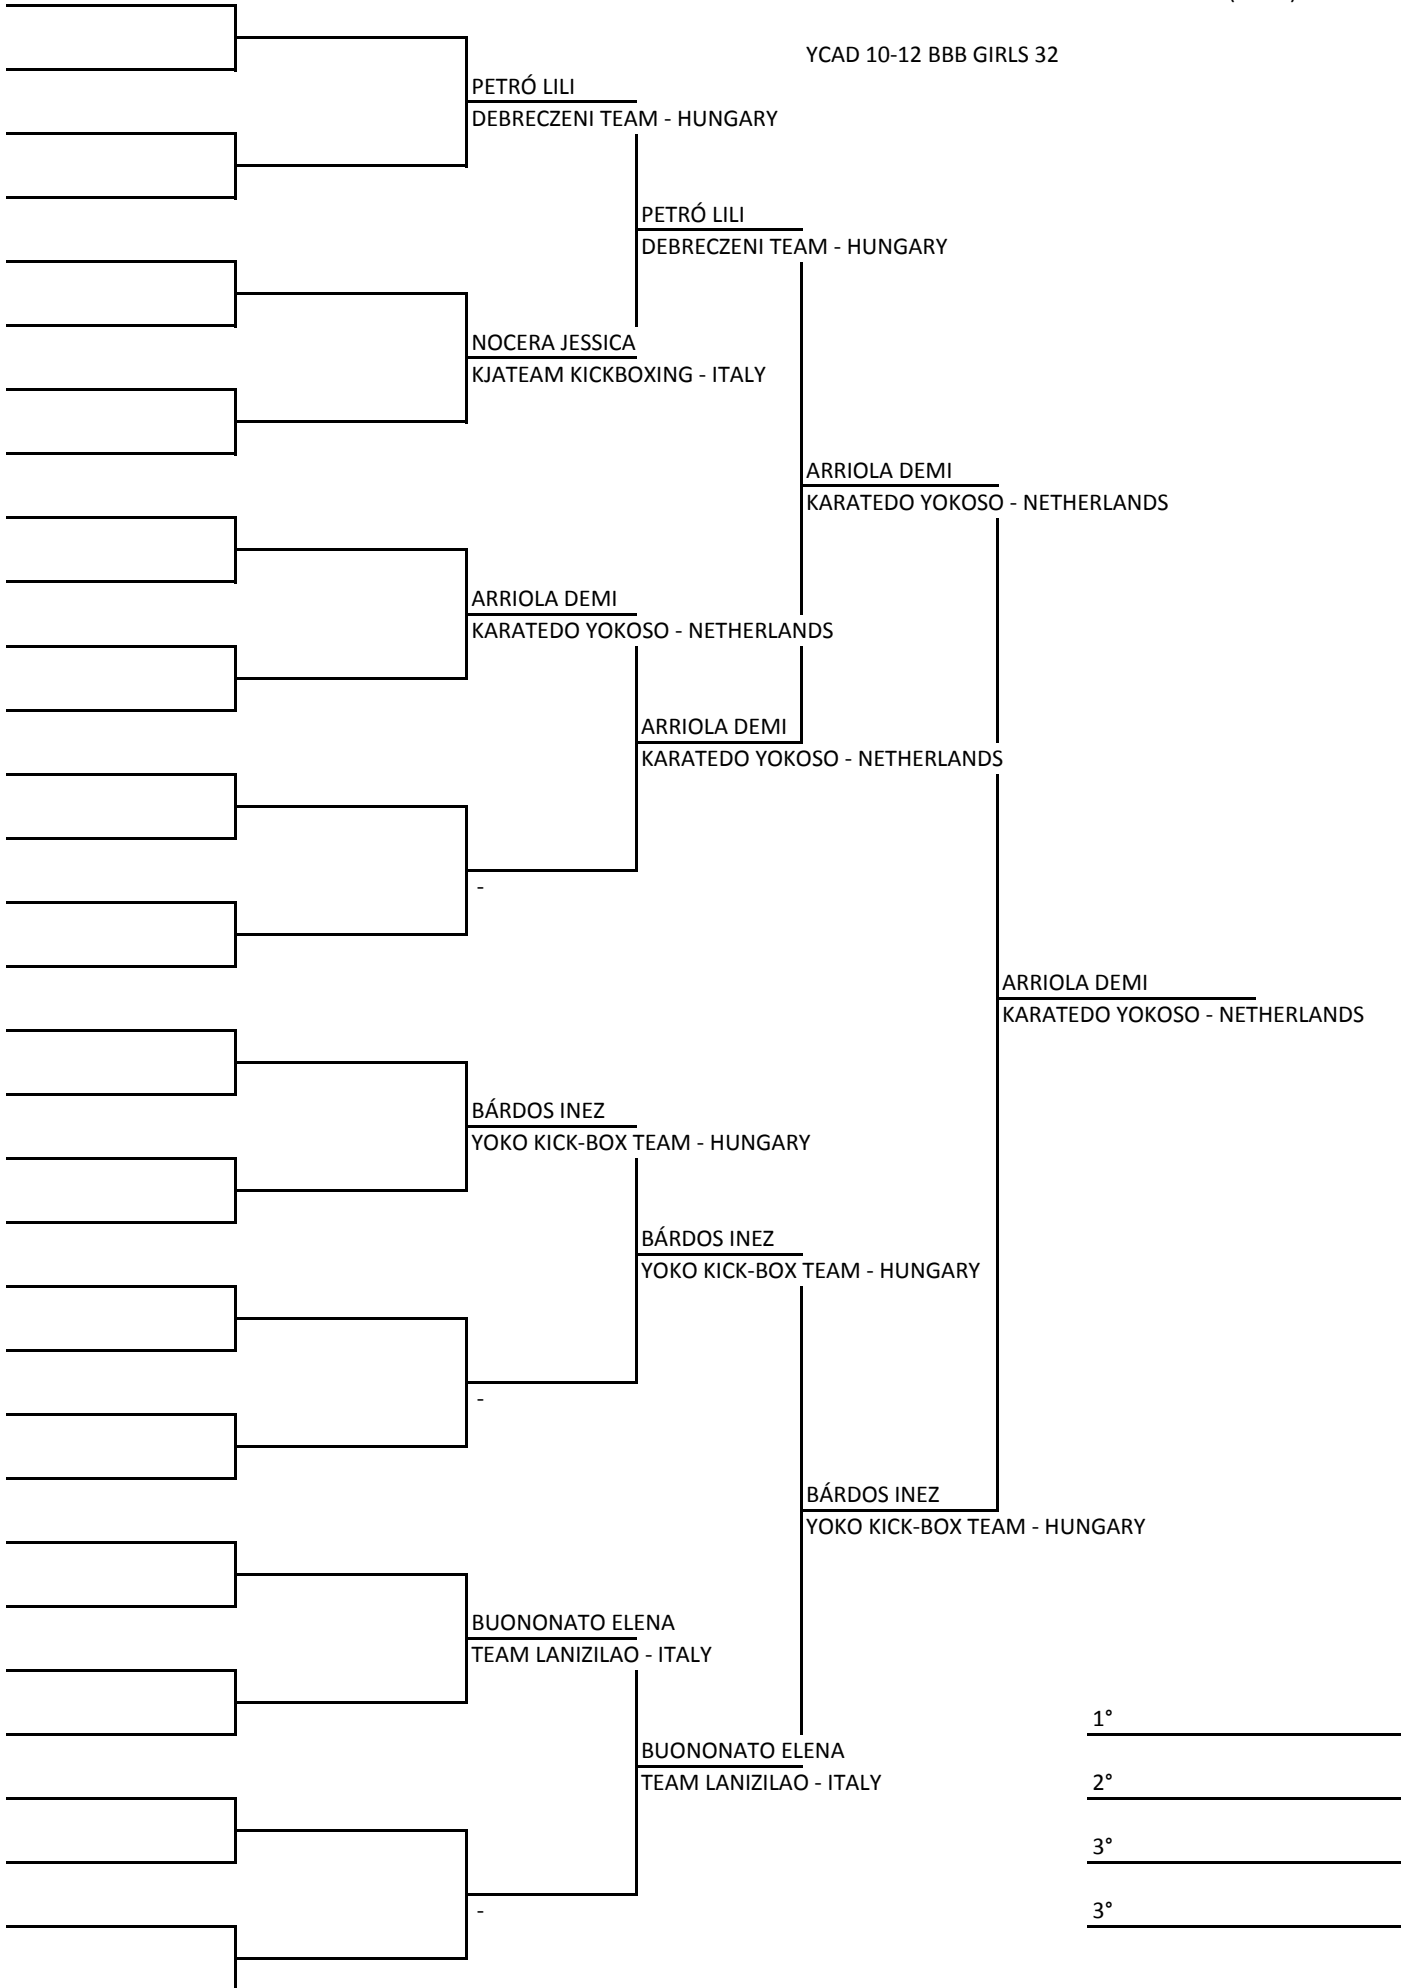 YCAD 10-12 BBB GIRLS 32
PETRÓ LILI
DEBRECZENI TEAM - HUNGARY
PETRÓ LILI
DEBRECZENI TEAM - HUNGARY
NOCERA JESSICA
KJATEAM KICKBOXING - ITALY
ARRIOLA DEMI
KARATEDO YOKOSO - NETHERLANDS
ARRIOLA DEMI
KARATEDO YOKOSO - NETHERLANDS
ARRIOLA DEMI
KARATEDO YOKOSO - NETHERLANDS
-
ARRIOLA DEMI
KARATEDO YOKOSO - NETHERLANDS
BÁRDOS INEZ
YOKO KICK-BOX TEAM - HUNGARY
BÁRDOS INEZ
YOKO KICK-BOX TEAM - HUNGARY
-
BÁRDOS INEZ
YOKO KICK-BOX TEAM - HUNGARY
BUONONATO ELENA
TEAM LANIZILAO - ITALY
1°
BUONONATO ELENA
TEAM LANIZILAO - ITALY
2°
3°
-
3°